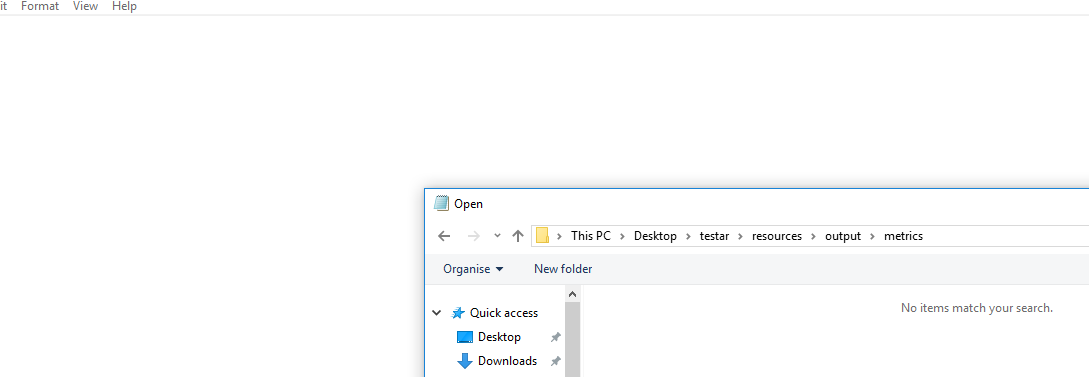 it Format View Help
Open
This PC Desktop testar resources output metrics
Organise New folder
Quick access
No items match your search.
Desktop
Downloads